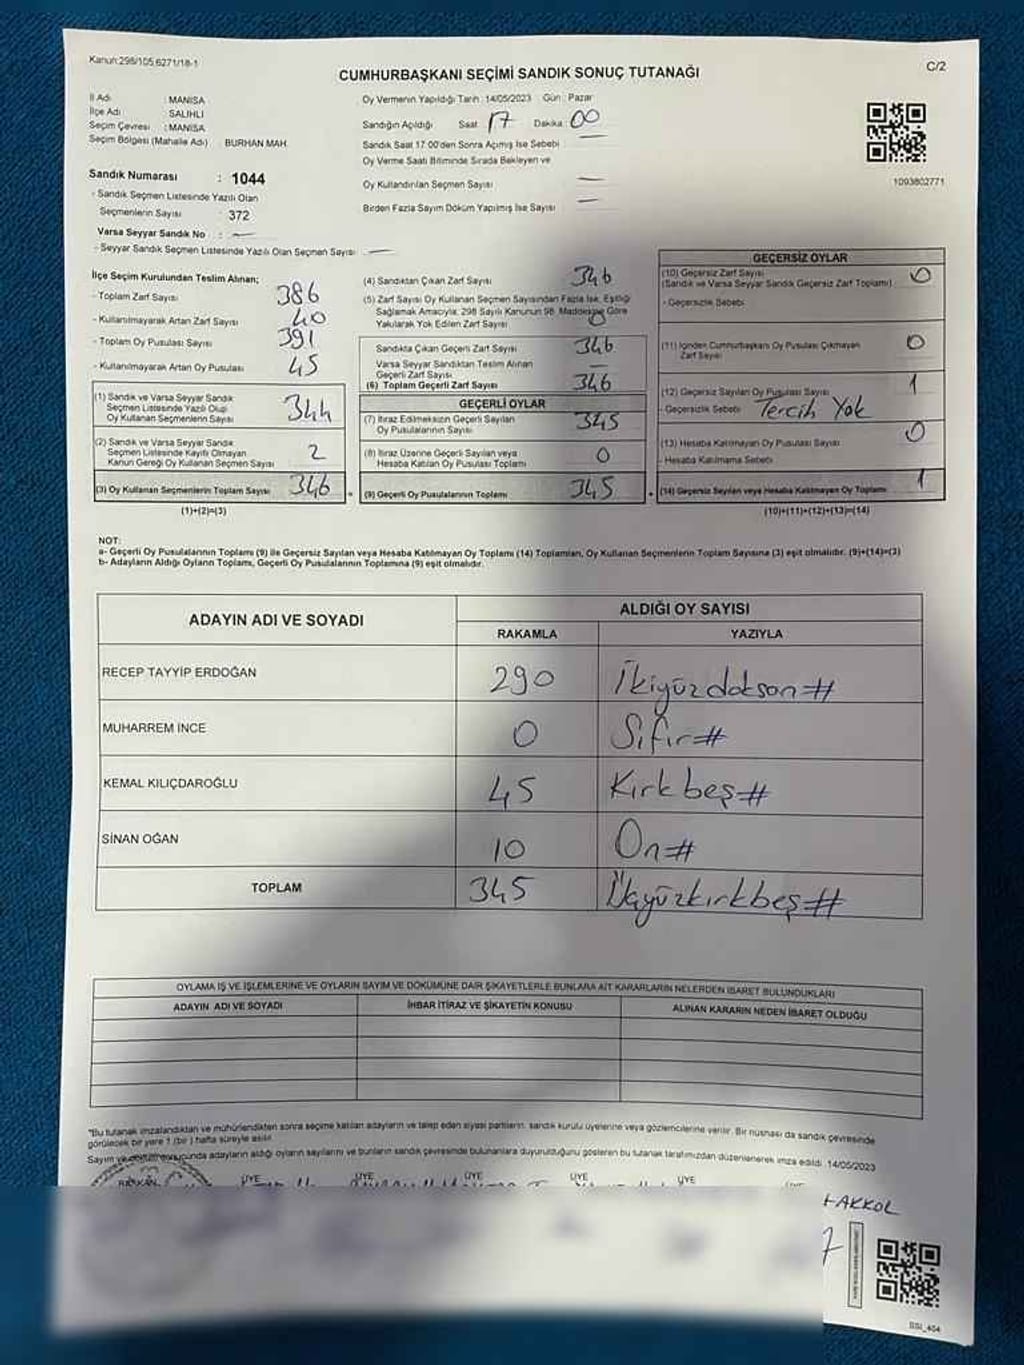 Kanun:298/105,6271/18-1
C/2
CUMHURBAŞKANI SEÇİMİ SANDIK SONUÇ TUTANAĞI
İl Adı : MANİSA
İlçe Adı : SALİHLİ
Seçim Çevresi : MANİSA
Seçim Bölgesi (Mahalle Adı) BURHAN MAH.
Oy Vermenin Yapıldığı Tarih :14/05/2023 Gün : Pazar
Sandığın Açıldığı Saat: 17 Dakika: 00
Sandık Saat 17:00'den Sonra Açımış İse Sebebi
Oy Verme Saati Bitiminde Sırada Bekleyen ve
Oy Kullandırılan Seçmen Sayısı —
Birden Fazla Sayım Döküm Yapılmış İse Sayısı —
1093802771
Sandık Numarası : 1044
- Sandık Seçmen Listesinde Yazılı Olan
Seçmenlerin Sayısı : 372
Varsa Seyyar Sandık No : —
- Seyyar Sandık Seçmen Listesinde Yazılı Olan Seçmen Sayısı : —
İlçe Seçim Kurulundan Teslim Alınan;
- Toplam Zarf Sayısı 386
- Kullanılmayarak Artan Zarf Sayısı 40
- Toplam Oy Pusulası Sayısı 391
- Kullanılmayarak Artan Oy Pusulası 45
(1) Sandık ve Varsa Seyyar Sandık
Seçmen Listesinde Yazılı Olup
Oy Kullanan Seçmenlerin Sayısı 344
(2) Sandık ve Varsa Seyyar Sandık
Seçmen Listesinde Kayıtlı Olmayan
Kanun Gereği Oy Kullanan Seçmen Sayısı 2
(3) Oy Kullanan Seçmenlerin Toplam Sayısı 346
(1)+(2)=(3)
(4) Sandıktan Çıkan Zarf Sayısı 346
(5) Zarf Sayısı Oy Kullanan Seçmen Sayısından Fazla İse, Eşitliği
Sağlamak Amacıyla; 298 Sayılı Kanunun 98. Maddesine Göre
Yakılarak Yok Edilen Zarf Sayısı 0
Sandıkta Çıkan Geçerli Zarf Sayısı 346
Varsa Seyyar Sandıktan Teslim Alınan
Geçerli Zarf Sayısı —
(6) Toplam Geçerli Zarf Sayısı 346
GEÇERLİ OYLAR
(7) İtiraz Edilmeksizin Geçerli Sayılan
Oy Pusulalarının Sayısı 345
(8) İtiraz Üzerine Geçerli Sayılan veya
Hesaba Katılan Oy Pusulası Toplamı 0
(9) Geçerli Oy Pusulalarının Toplamı 345
GEÇERSİZ OYLAR
(10) Geçersiz Zarf Sayısı
(Sandık ve Varsa Seyyar Sandık Geçersiz Zarf Toplamı) 0
- Geçersizlik Sebebi
(11) İçinden Cumhurbaşkanı Oy Pusulası Çıkmayan
Zarf Sayısı 0
(12) Geçersiz Sayılan Oy Pusulası Sayısı 1
- Geçersizlik Sebebi Tercih Yok
(13) Hesaba Katılmayan Oy Pusulası Sayısı 0
- Hesaba Katılmama Sebebi
(14) Geçersiz Sayılan veya Hesaba Katılmayan Oy Toplamı 1
(10)+(11)+(12)+(13)=(14)
NOT:
a- Geçerli Oy Pusulalarının Toplamı (9) ile Geçersiz Sayılan veya Hesaba Katılmayan Oy Toplamı (14) Toplamları, Oy Kullanan Seçmenlerin Toplam Sayısına (3) eşit olmalıdır. (9)+(14)=(3)
b- Adayların Aldığı Oyların Toplamı, Geçerli Oy Pusulalarının Toplamına (9) eşit olmalıdır.
ADAYIN ADI VE SOYADI
ALDIĞI OY SAYISI
RAKAMLA YAZIYLA
RECEP TAYYİP ERDOĞAN 290 İkiyüzdoksan#
MUHARREM İNCE 0 Sıfır#
KEMAL KILIÇDAROĞLU 45 Kırkbeş#
SİNAN OĞAN 10 On#
TOPLAM 345 Üçyüzkırkbeş#
OYLAMA İŞ VE İŞLEMLERİNE VE OYLARIN SAYIM VE DÖKÜMÜNE DAİR ŞİKAYETLERLE BUNLARA AİT KARARLARIN NELERDEN İBARET BULUNDUKLARI
ADAYIN ADI VE SOYADI İHBAR İTİRAZ VE ŞİKAYETİN KONUSU ALINAN KARARIN NEDEN İBARET OLDUĞU
*Bu tutanak imzalandıktan ve mühürlendikten sonra seçime katılan adayların ve talep eden siyasi partilerin, sandık kurulu üyelerine veya gözlemcilerine verilir. Bir nüshası da sandık çevresinde
görülecek bir yere 1 (bir) hafta süreyle asılır.
Sayım ve döküm sonucunda adayların aldığı oyların sayılarını ve bunların sandık çevresinde bulunanlara duyurulduğunu gösteren bu tutanak tarafımızdan düzenlenerek imza edildi. 14/05/2023
BAŞKAN ÜYE ÜYE ÜYE ÜYE ÜYE ÜYE
AKKOL
SSI_404